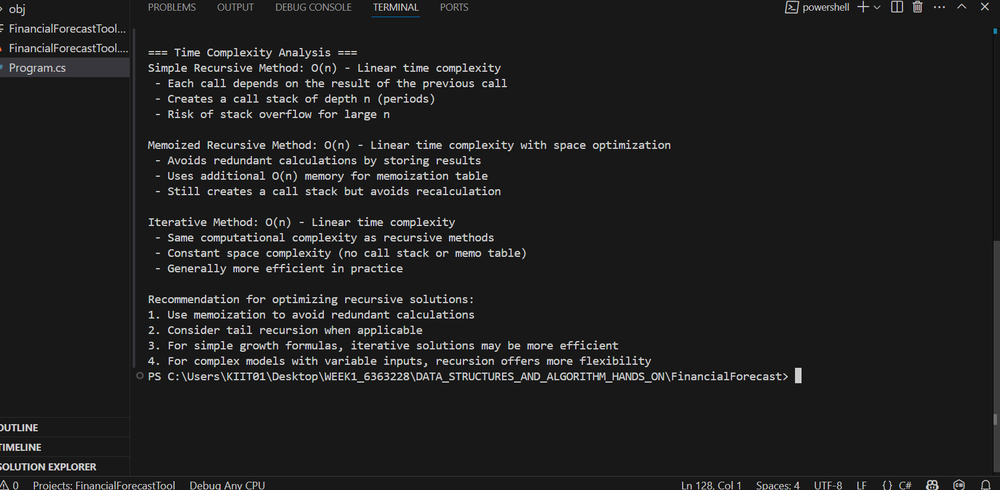 obj
FinancialForecastTool...
FinancialForecastTool....
Program.cs
OUTLINE
TIMELINE
SOLUTION EXPLORER
PROBLEMS OUTPUT DEBUG CONSOLE TERMINAL PORTS
powershell
=== Time Complexity Analysis ===
Simple Recursive Method: O(n) - Linear time complexity
- Each call depends on the result of the previous call
- Creates a call stack of depth n (periods)
- Risk of stack overflow for large n
Memoized Recursive Method: O(n) - Linear time complexity with space optimization
- Avoids redundant calculations by storing results
- Uses additional O(n) memory for memoization table
- Still creates a call stack but avoids recalculation
Iterative Method: O(n) - Linear time complexity
- Same computational complexity as recursive methods
- Constant space complexity (no call stack or memo table)
- Generally more efficient in practice
Recommendation for optimizing recursive solutions:
1. Use memoization to avoid redundant calculations
2. Consider tail recursion when applicable
3. For simple growth formulas, iterative solutions may be more efficient
4. For complex models with variable inputs, recursion offers more flexibility
PS C:\Users\KIIT01\Desktop\WEEK1_6363228\DATA_STRUCTURES_AND_ALGORITHM_HANDS_ON\FinancialForecast>
0 Projects: FinancialForecastTool Debug Any CPU Ln 128, Col 1 Spaces: 4 UTF-8 LF {} C#